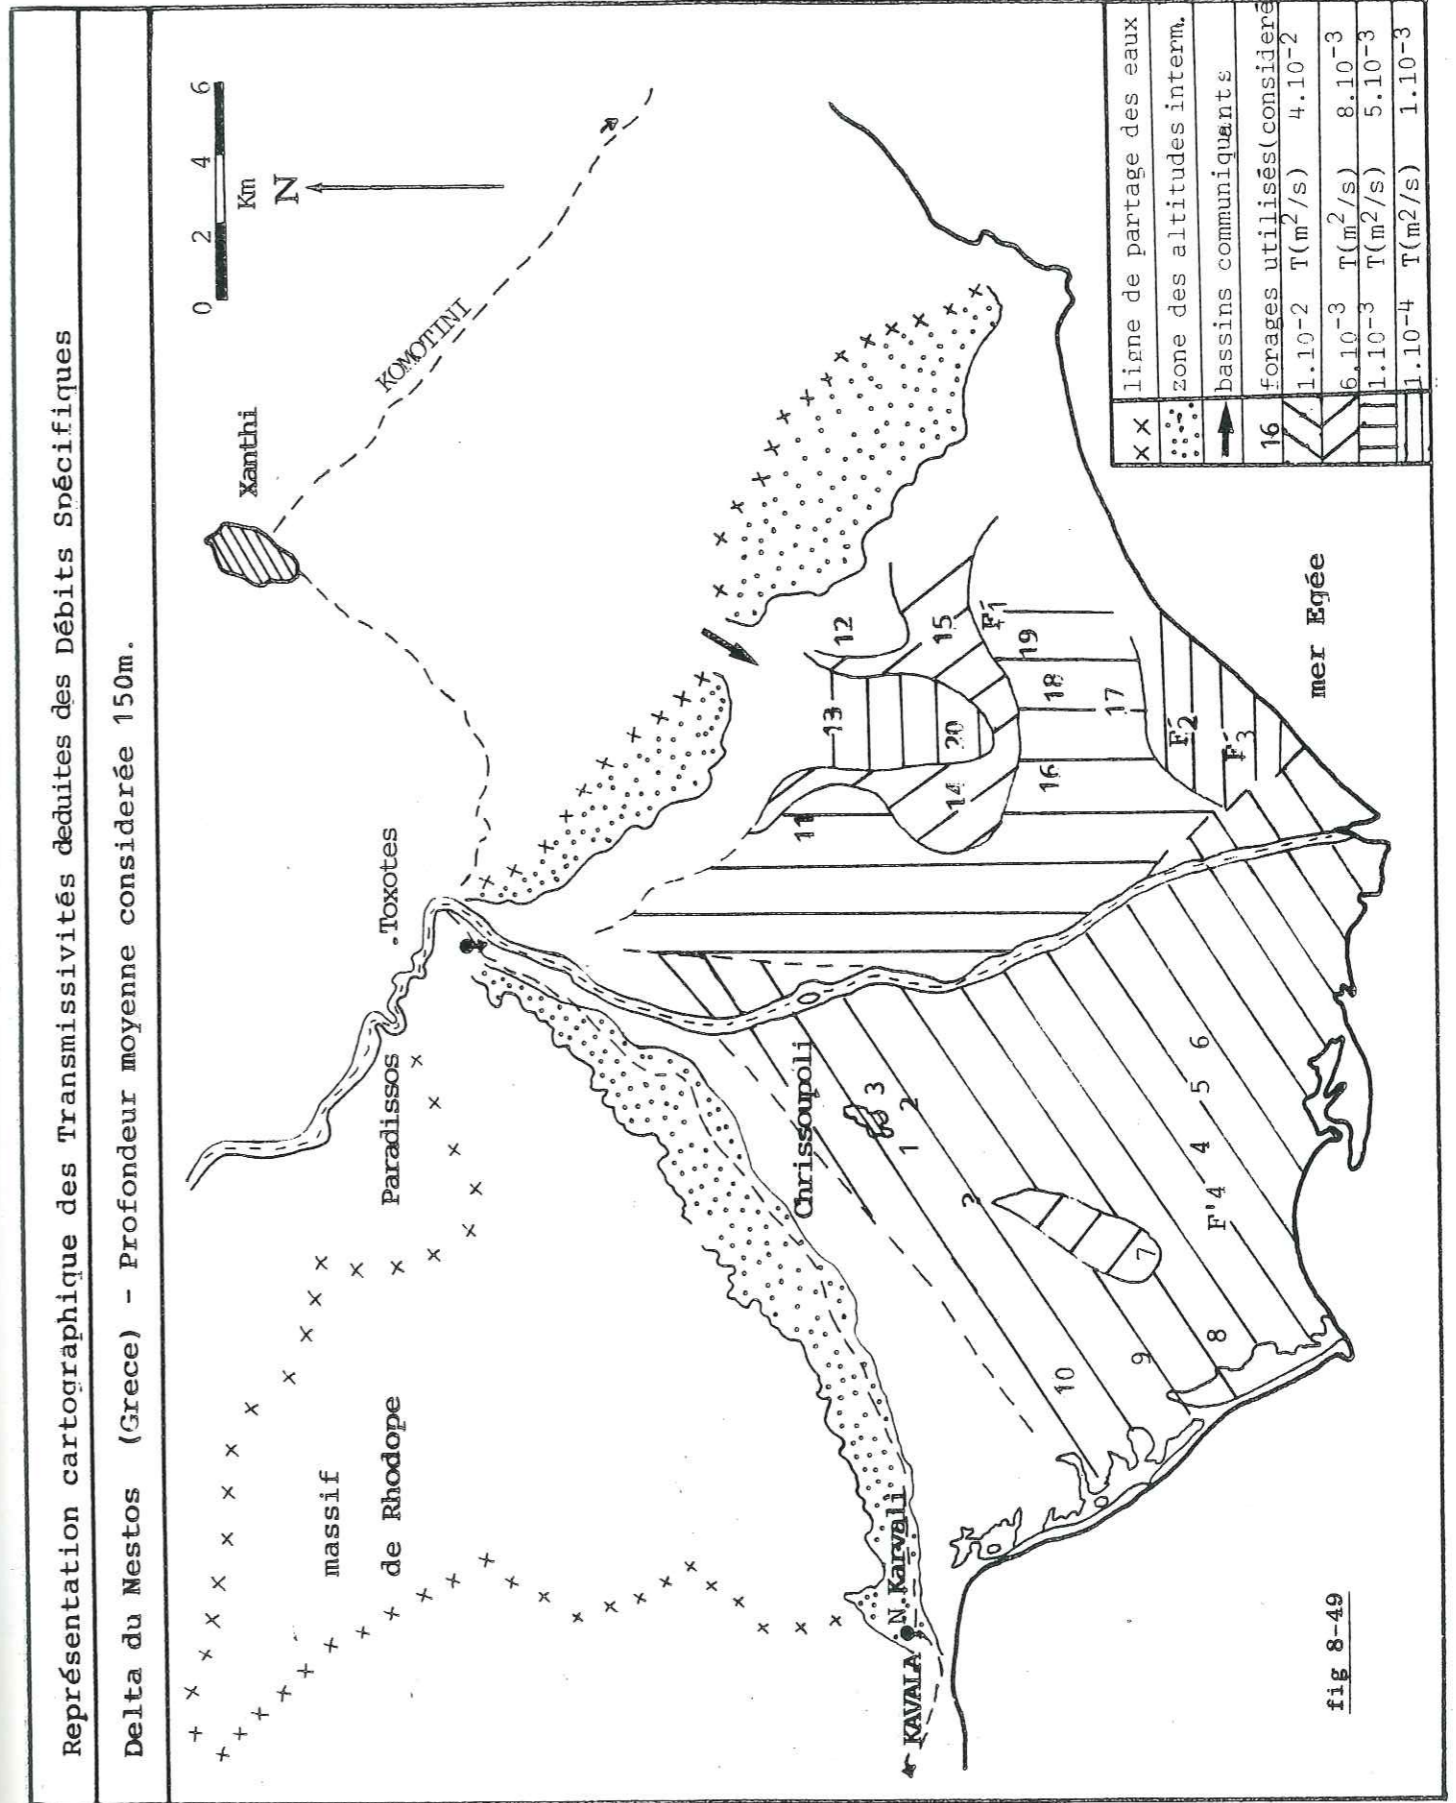 Représentation cartographique des Transmissivités deduites des Débits Spécifiques
Delta du Nestos (Grece) - Profondeur moyenne considerée 150m.
0 2 4 6
Km
N
Xanthi
KOMOTINI
.Toxotes
Paradissos
massif
de Rhodope
Chrissoupoli
N Karvali
KAVALA
12
13
15
11
20
14
F'1
19
18
16
17
F'2
F'3
3
2
1
2
6
5
4
F'4
7
8
9
10
mer Egée
x x ligne de partage des eaux
zone des altitudes interm.
bassins communiquants
16 forages utilisés(consideré
1.10-2 T(m2/s) 4.10-2
6.10-3 T(m2/s) 8.10-3
1.10-3 T(m2/s) 5.10-3
1.10-4 T(m2/s) 1.10-3
fig 8-49